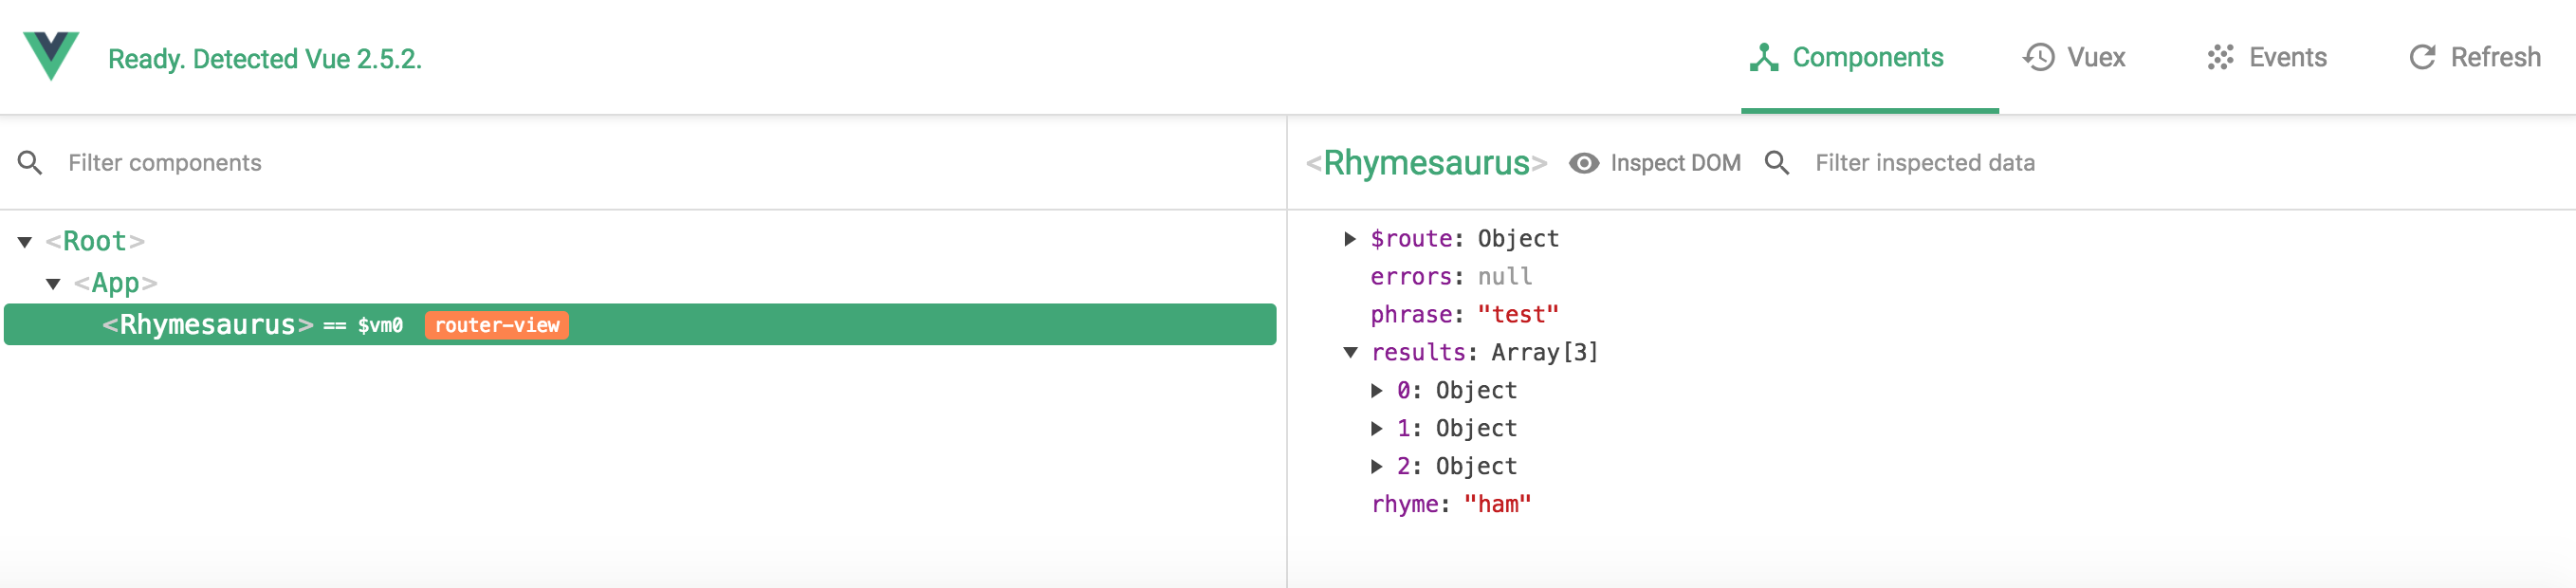 Ready. Detected Vue 2.5.2.
Components
Vuex
Events
Refresh
Filter components
<Rhymesaurus>
Inspect DOM
Filter inspected data
<Root>
<App>
<Rhymesaurus> == $vm0 router-view
$route: Object
errors: null
phrase: "test"
results: Array[3]
0: Object
1: Object
2: Object
rhyme: "ham"